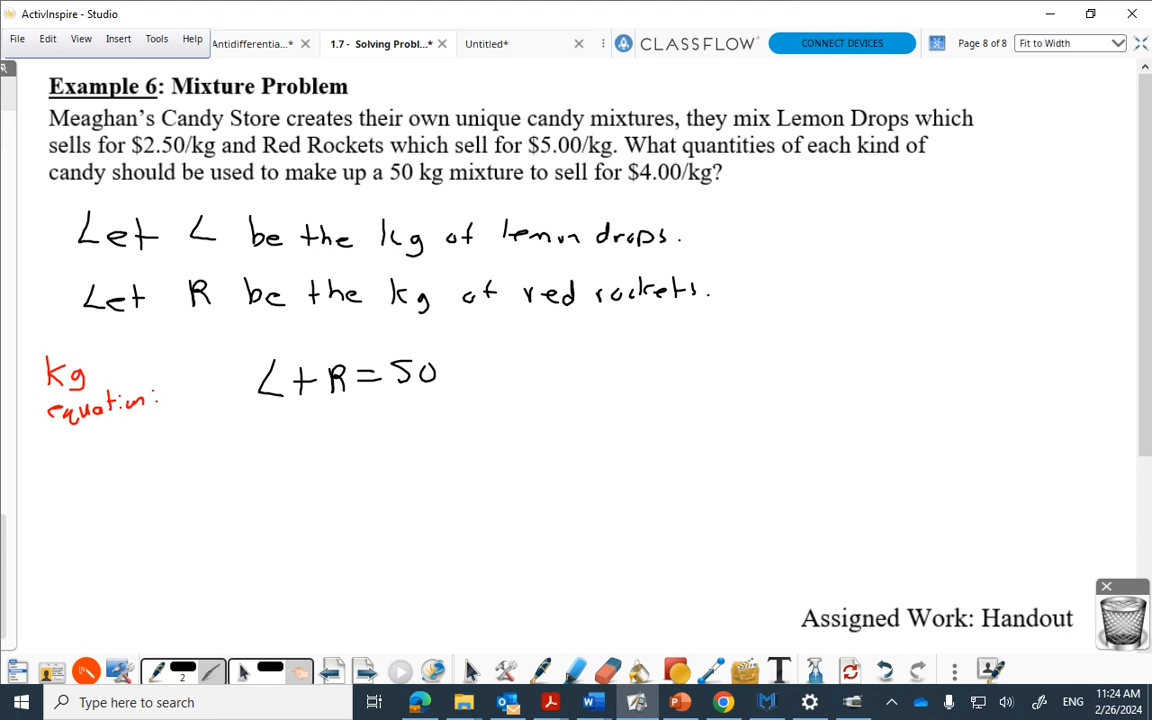 ActivInspire - Studio
File Edit View Insert Tools Help
Antidifferentia...* 1.7 - Solving Probl...* Untitled*
CLASSFLOW CONNECT DEVICES Page 8 of 8 Fit to Width
Example 6: Mixture Problem
Meaghan's Candy Store creates their own unique candy mixtures, they mix Lemon Drops which
sells for $2.50/kg and Red Rockets which sell for $5.00/kg. What quantities of each kind of
candy should be used to make up a 50 kg mixture to sell for $4.00/kg?
Let L be the kg of lemon drops.
Let R be the kg of red rockets.
kg
equation:
L + R = 50
Assigned Work: Handout
2
Type here to search
ENG
11:24 AM
2/26/2024